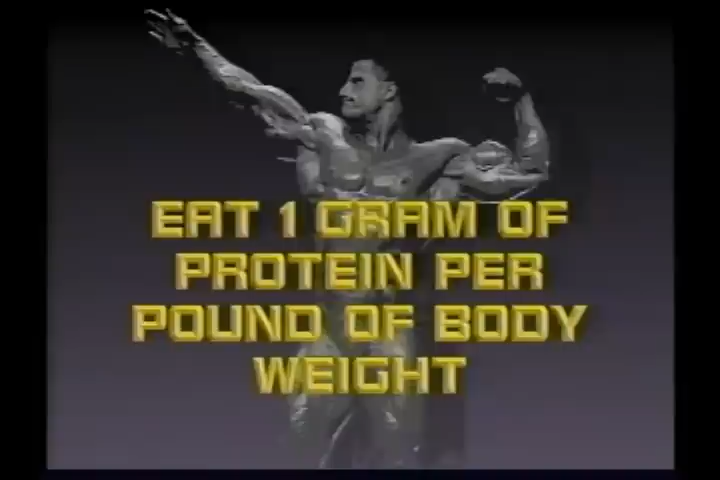 EAT 1 GRAM OF
PROTEIN PER
POUND OF BODY
WEIGHT